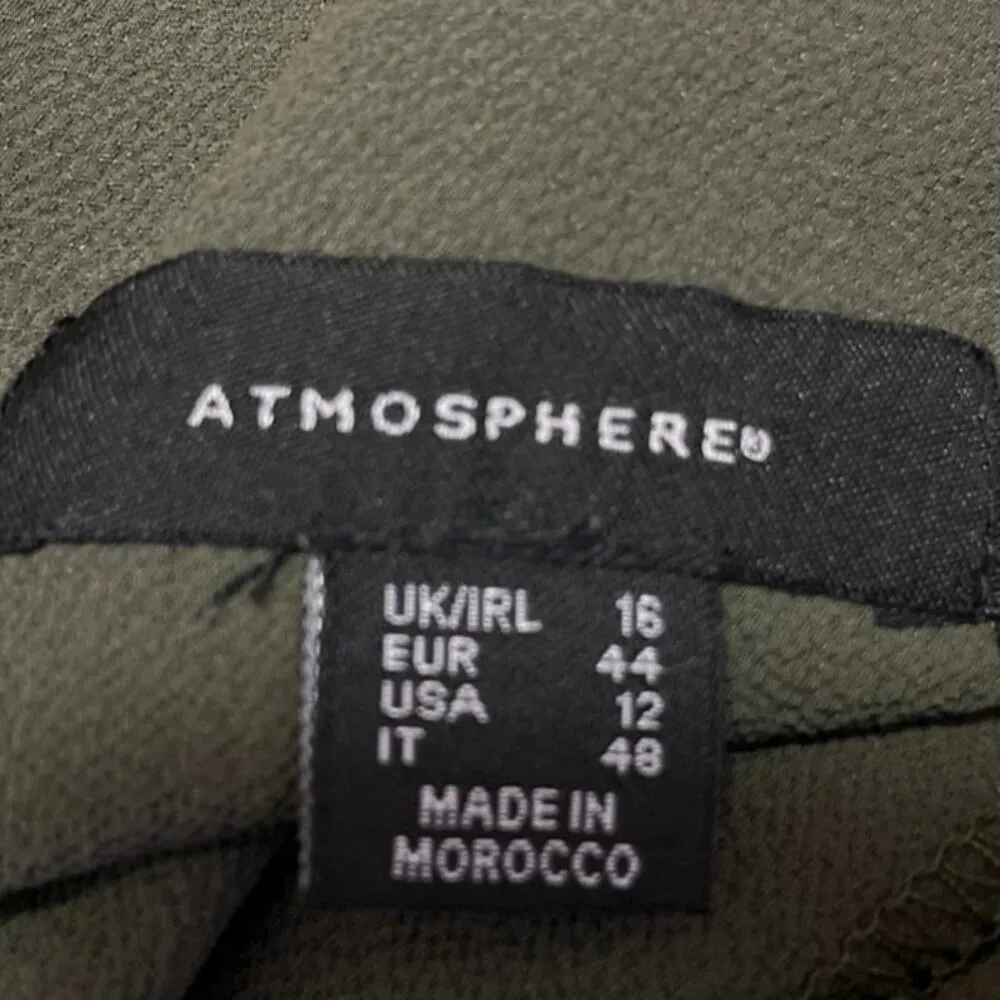 ATMOSPHERE®
UK/IRL 16
EUR 44
USA 12
IT 48
MADE IN
MOROCCO